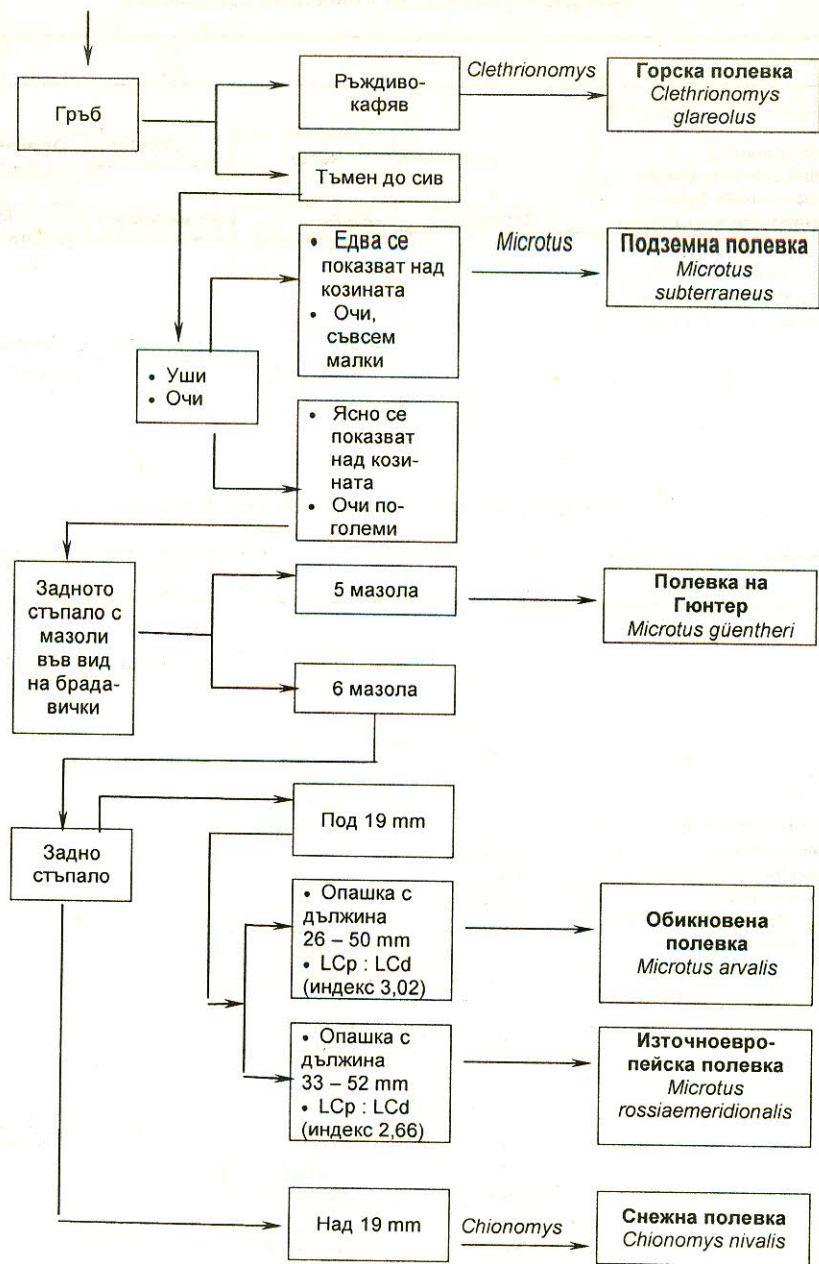 Гръб
Ръждиво-
кафяв
Clethrionomys
Горска полевка
Clethrionomys
glareolus
Тъмен до сив
• Уши
• Очи
• Едва се
показват над
козината
• Очи,
съвсем
малки
Microtus
Подземна полевка
Microtus
subterraneus
• Ясно се
показват
над кози-
ната
• Очи по-
големи
Задното
стъпало с
мазоли
във вид
на брада-
вички
5 мазола
Полевка на
Гюнтер
Microtus güentheri
6 мазола
Задно
стъпало
Под 19 mm
• Опашка с
дължина
26 – 50 mm
• LCp : LCd
(индекс 3,02)
Обикновена
полевка
Microtus arvalis
• Опашка с
дължина
33 – 52 mm
• LCp : LCd
(индекс 2,66)
Източноевро-
пейска полевка
Microtus
rossiaemeridionalis
Над 19 mm
Chionomys
Снежна полевка
Chionomys nivalis